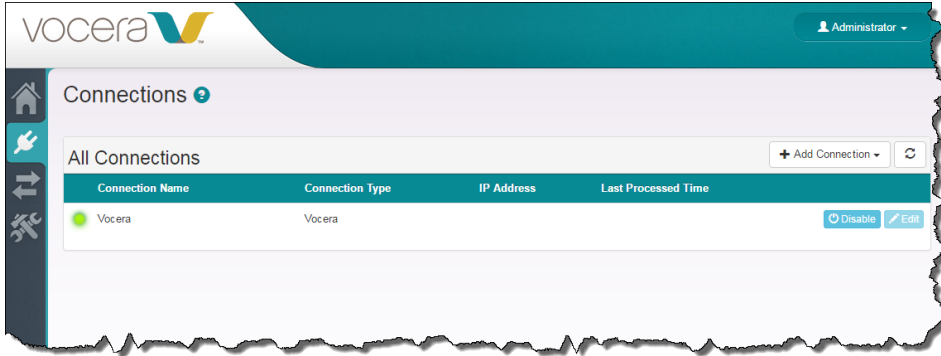 vocera™
Administrator
Connections ?
All Connections
Add Connection
Connection Name Connection Type IP Address Last Processed Time
Vocera Vocera Disable Edit